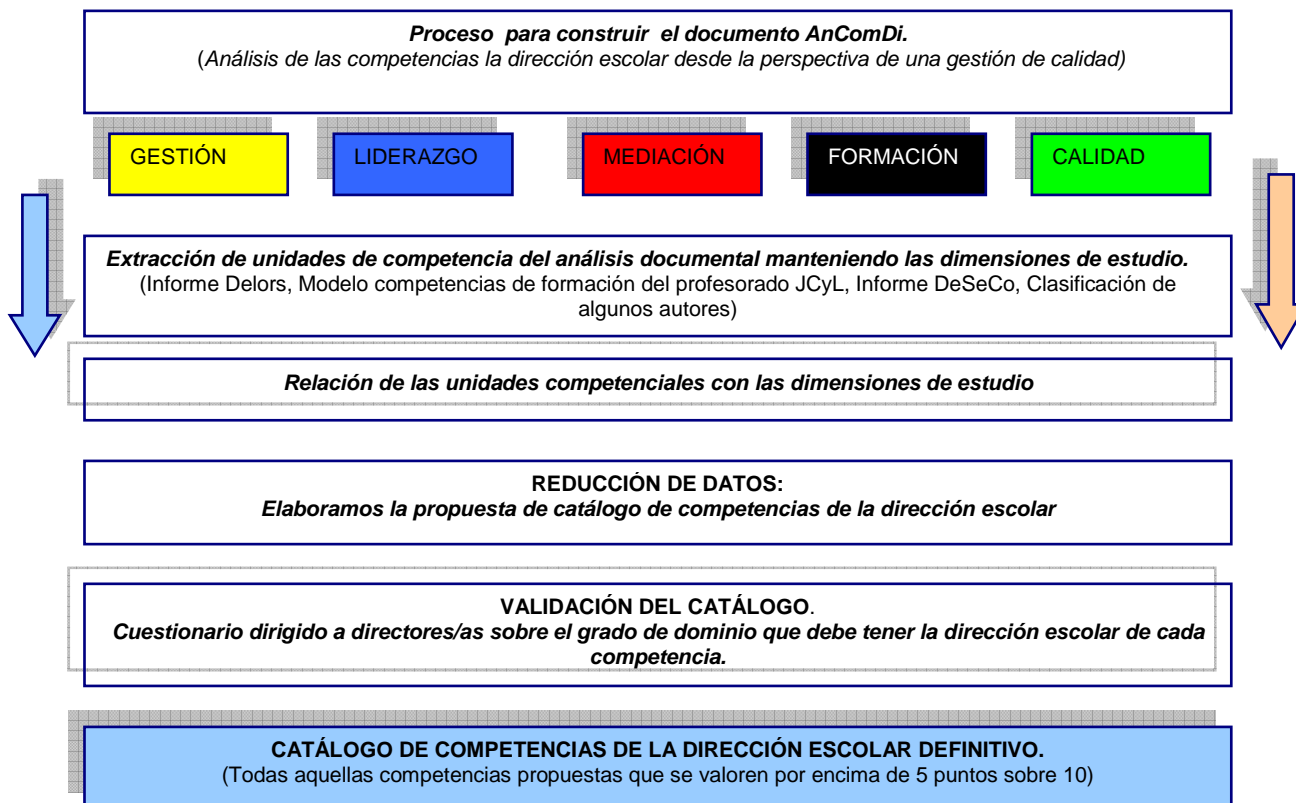 Proceso para construir el documento AnComDi.
(Análisis de las competencias la dirección escolar desde la perspectiva de una gestión de calidad)
GESTIÓN
LIDERAZGO
MEDIACIÓN
FORMACIÓN
CALIDAD
Extracción de unidades de competencia del análisis documental manteniendo las dimensiones de estudio.
(Informe Delors, Modelo competencias de formación del profesorado JCyL, Informe DeSeCo, Clasificación de
algunos autores)
Relación de las unidades competenciales con las dimensiones de estudio
REDUCCIÓN DE DATOS:
Elaboramos la propuesta de catálogo de competencias de la dirección escolar
VALIDACIÓN DEL CATÁLOGO.
Cuestionario dirigido a directores/as sobre el grado de dominio que debe tener la dirección escolar de cada
competencia.
CATÁLOGO DE COMPETENCIAS DE LA DIRECCIÓN ESCOLAR DEFINITIVO.
(Todas aquellas competencias propuestas que se valoren por encima de 5 puntos sobre 10)